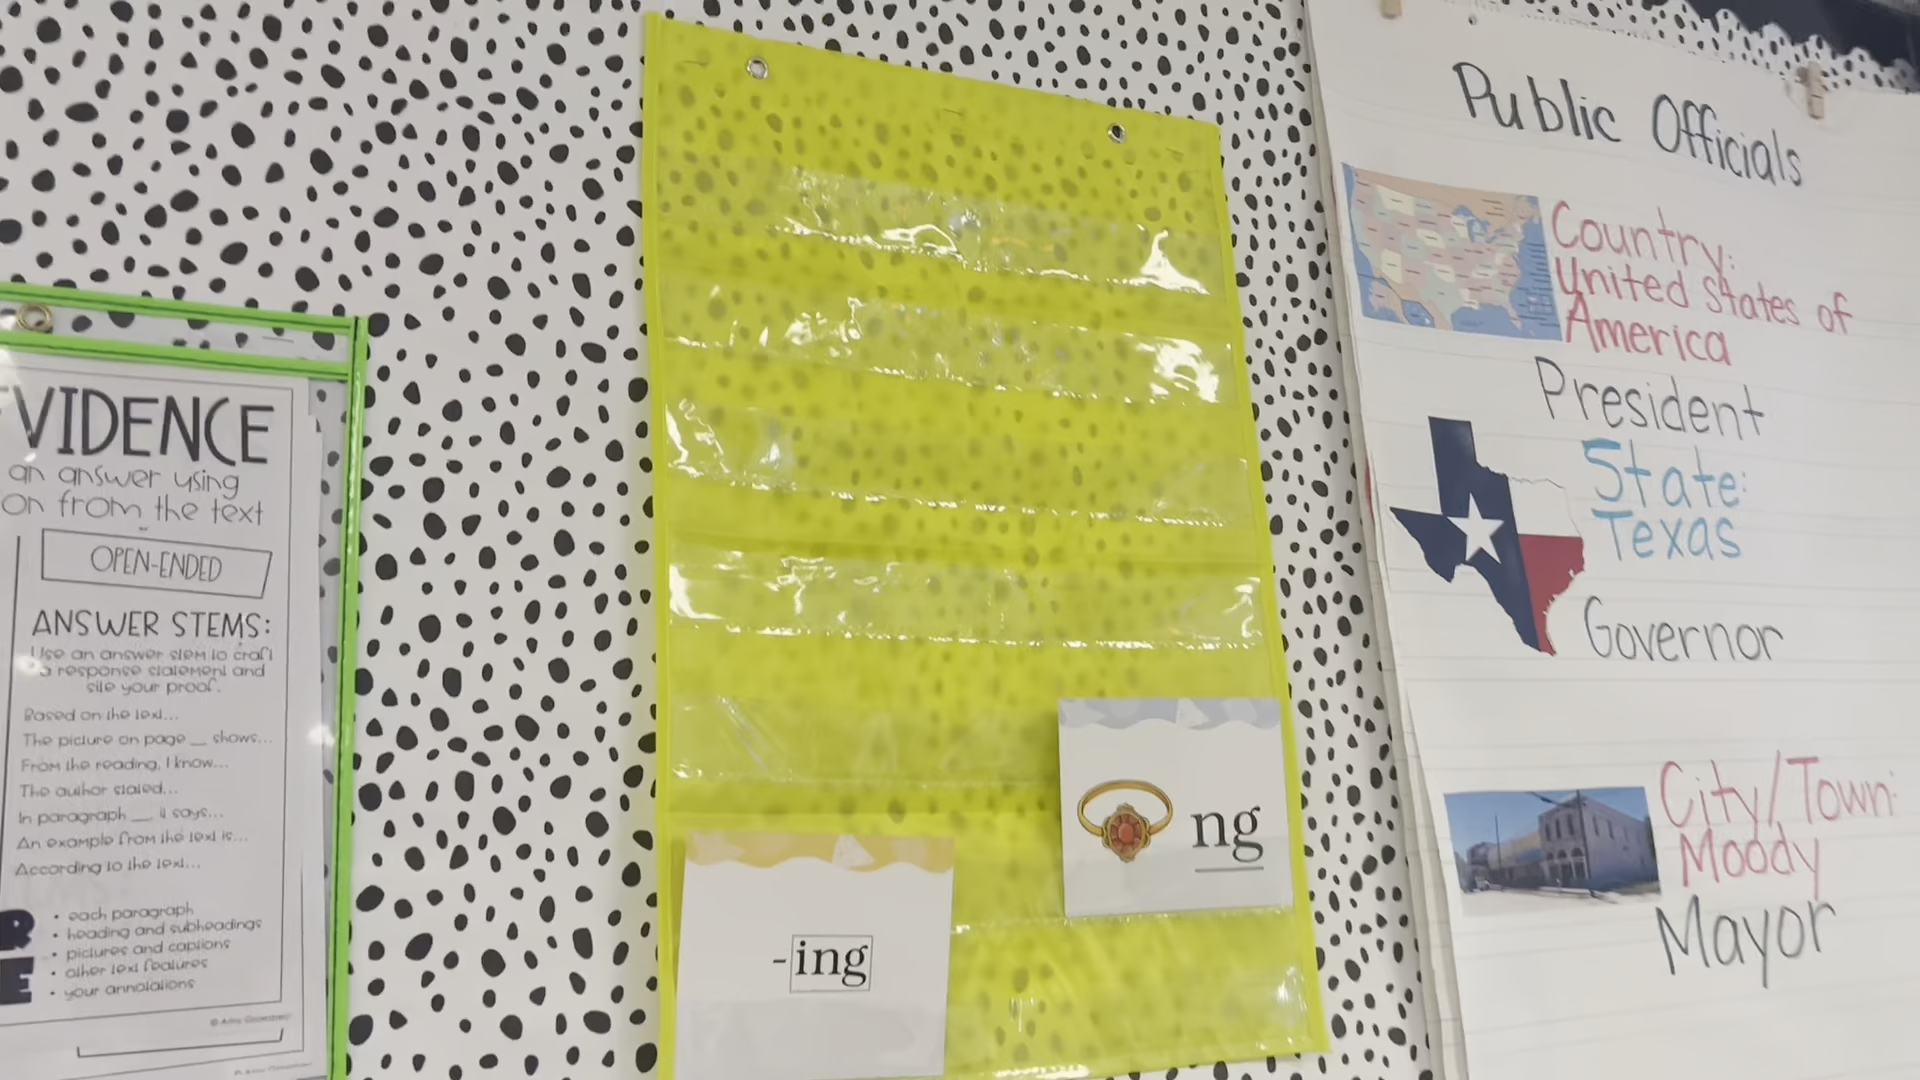 VIDENCE
an answer using
on from the text
OPEN-ENDED
ANSWER STEMS:
Use an answer stem to craft
a response statement and
site your proof.
Based on the text...
The picture on page __ shows...
From the reading, I know...
The author stated...
In paragraph __ it says...
An example from the text is...
According to the text...
R
E
• each paragraph
• heading and subheadings
• pictures and captions
• other text features
• your annotations
-ing
ng
Public Officials
Country:
United States of
America
President
State:
Texas
Governor
City/Town:
Moody
Mayor